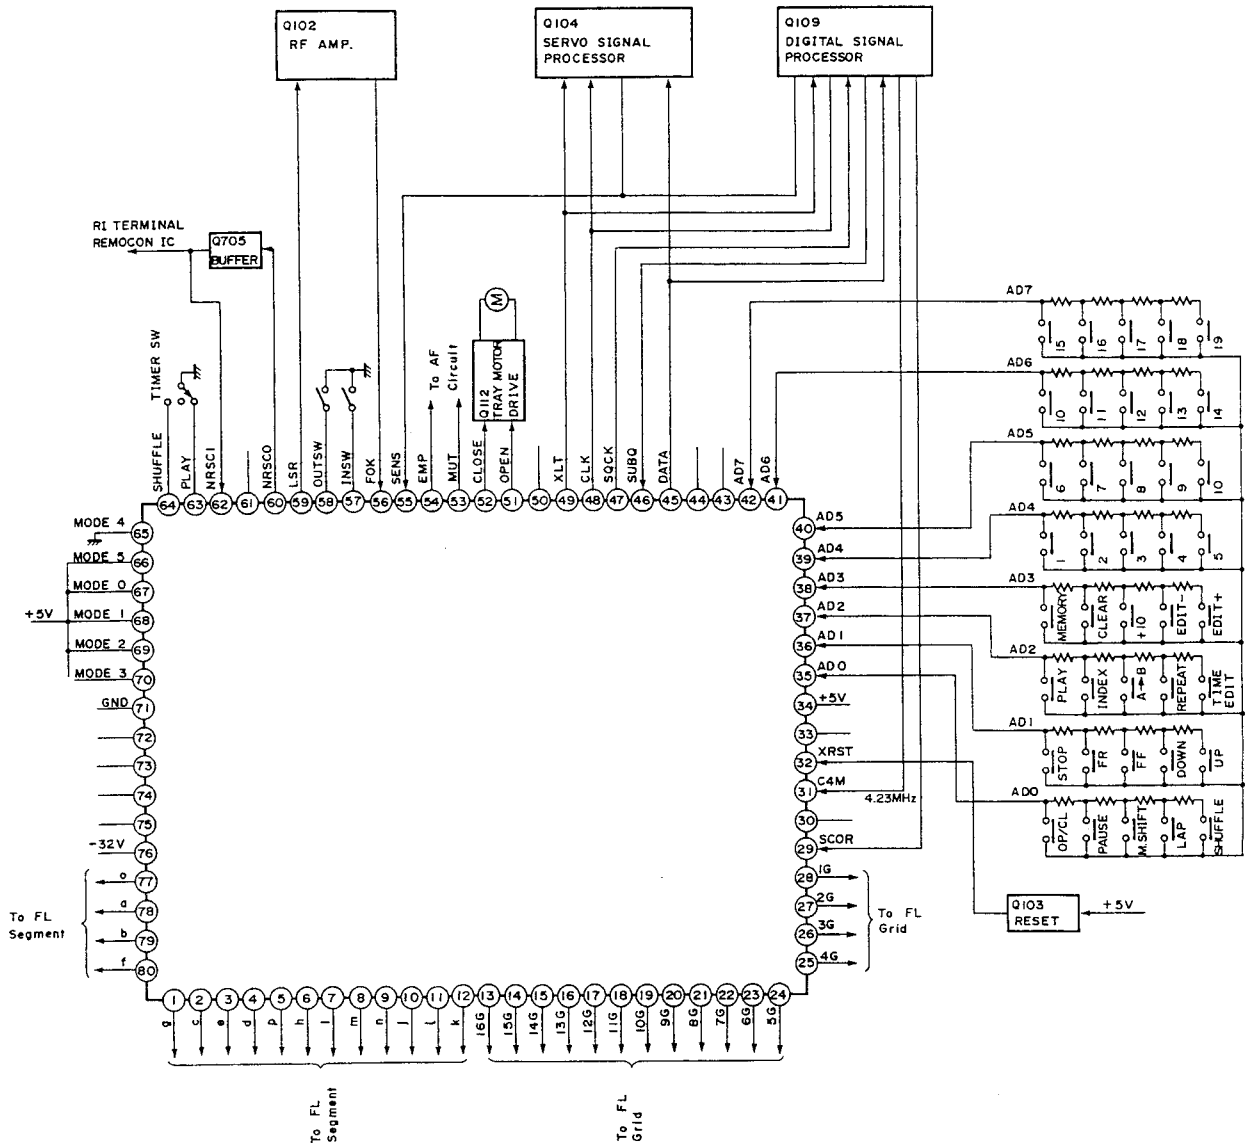 Q102
RF AMP.
Q104
SERVO SIGNAL
PROCESSOR
Q109
DIGITAL SIGNAL
PROCESSOR
RI TERMINAL
REMOCON IC
Q705
BUFFER
TIMER SW
M
To AF
Circuit
Q112
TRAY MOTOR
DRIVE
SHUFFLE
PLAY
NRSCI
NRSCO
LSR
OUTSW
INSW
FOK
SENS
EMP
MUT
CLOSE
OPEN
XLT
CLK
SQCK
SUBQ
DATA
AD7
AD6
64 63 62 61 60 59 58 57 56 55 54 53 52 51 50 49 48 47 46 45 44 43 42 41
MODE 4 65
MODE 5 66
MODE 0 67
+5V MODE 1 68
MODE 2 69
MODE 3 70
GND 71
72
73
74
75
-32V 76
o 77
a 78
b 79
f 80
To FL
Segment
AD5 40
AD4 39
AD3 38
AD2 37
AD1 36
AD0 35
+5V 34
33
XRST 32
C4M 31
4.23MHz
30
SCOR 29
28 1G
27 2G
26 3G
25 4G
To FL
Grid
AD7
15 16 17 18 19
AD6
10 11 12 13 14
AD5
6 7 8 9 10
AD4
1 2 3 4 5
AD3
MEMORY CLEAR +10 EDIT- EDIT+
AD2
PLAY INDEX A→B REPEAT TIME EDIT
AD1
STOP FR FF DOWN UP
AD0
OP/CL PAUSE M.SHIFT LAP SHUFFLE
Q103
RESET
+5V
1 2 3 4 5 6 7 8 9 10 11 12 13 14 15 16 17 18 19 20 21 22 23 24
g c e d p h i m n j l k 16G 15G 14G 13G 12G 11G 10G 9G 8G 7G 6G 5G
To FL
Segment
To FL
Grid